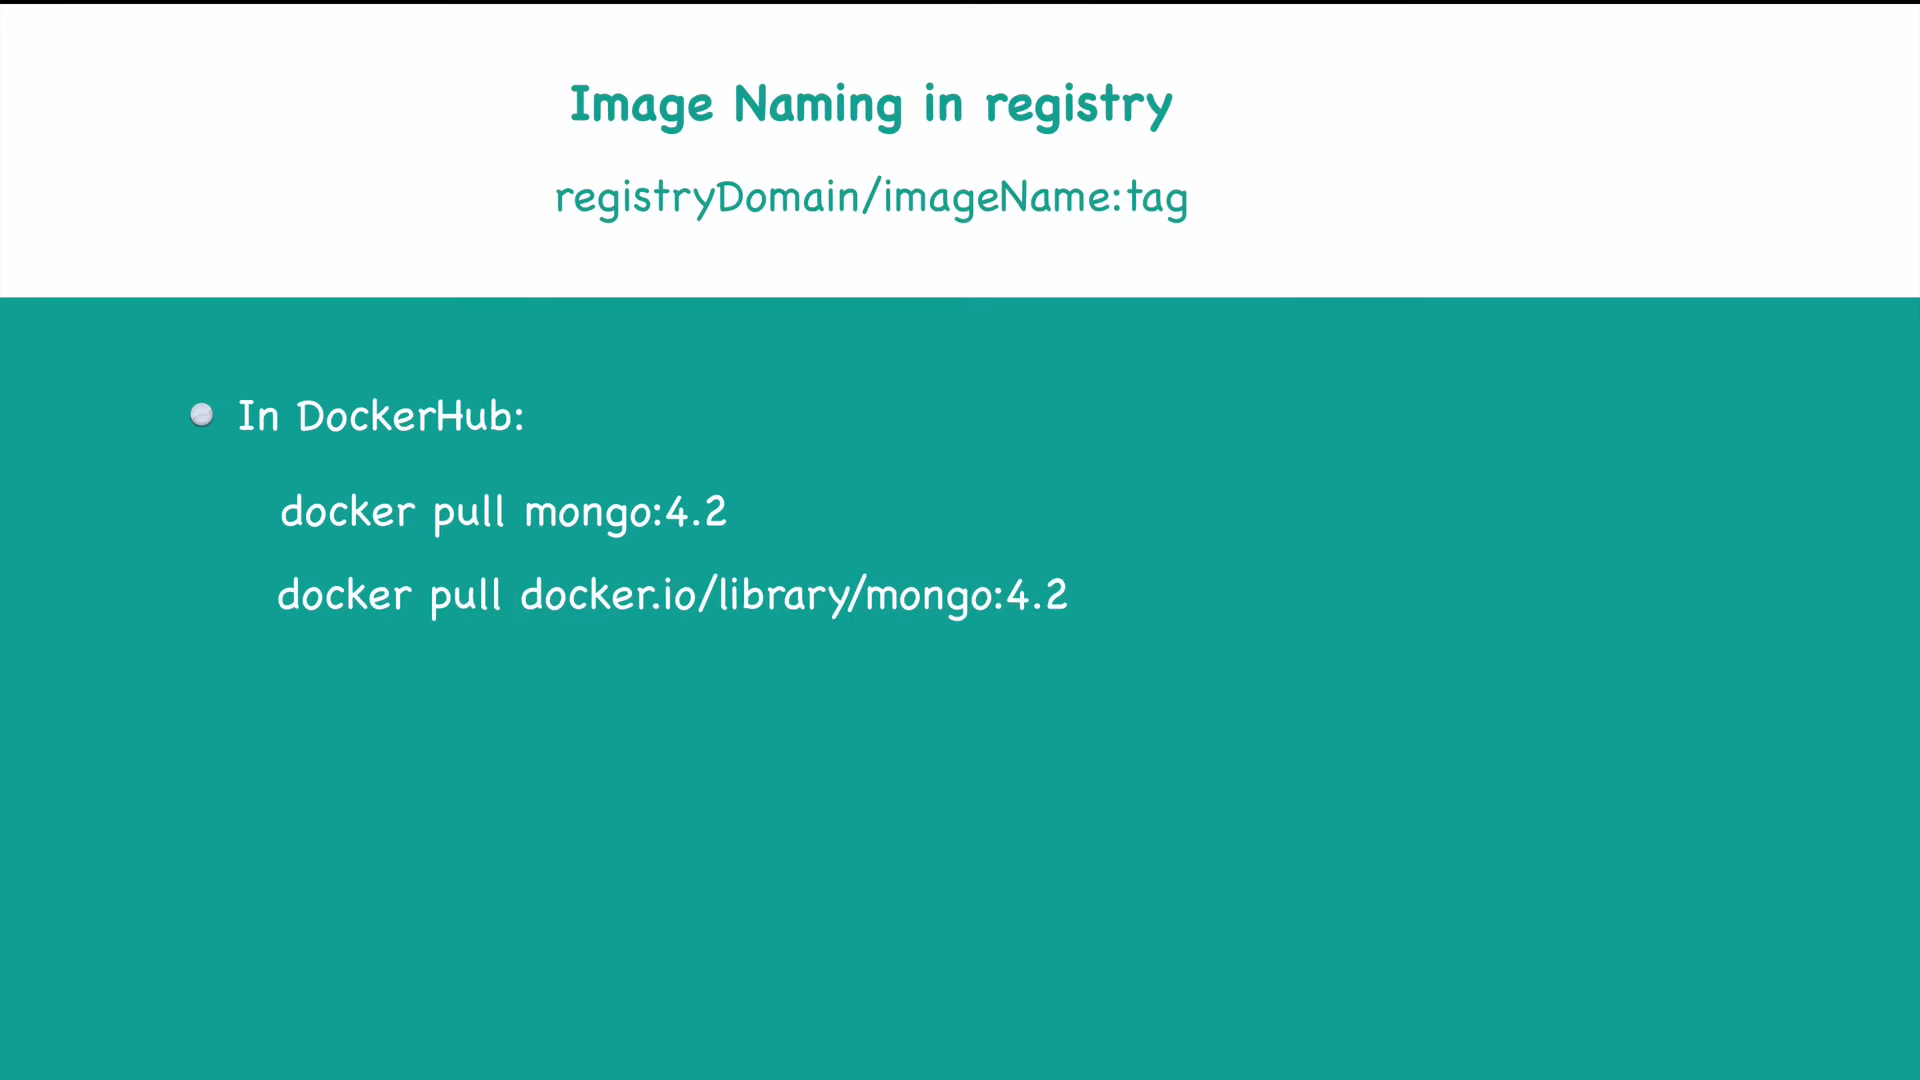 Image Naming in registry
registryDomain/imageName:tag
In DockerHub:
docker pull mongo:4.2
docker pull docker.io/library/mongo:4.2